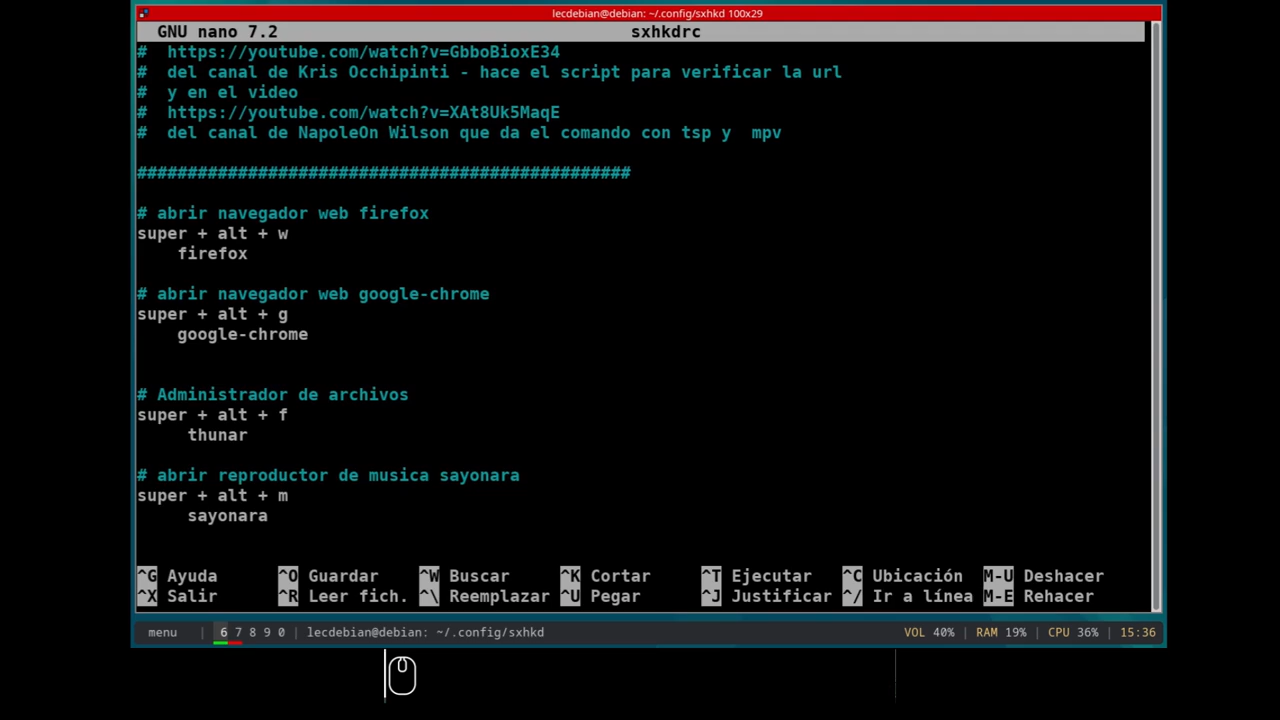 lecdebian@debian: ~/.config/sxhkd 100x29
GNU nano 7.2 sxhkdrc
# https://youtube.com/watch?v=GbboBioxE34
# del canal de Kris Occhipinti - hace el script para verificar la url
# y en el video
# https://youtube.com/watch?v=XAt8Uk5MaqE
# del canal de NapoleOn Wilson que da el comando con tsp y  mpv
#################################################
# abrir navegador web firefox
super + alt + w
firefox
# abrir navegador web google-chrome
super + alt + g
google-chrome
# Administrador de archivos
super + alt + f
thunar
# abrir reproductor de musica sayonara
super + alt + m
sayonara
^G Ayuda ^O Guardar ^W Buscar ^K Cortar ^T Ejecutar ^C Ubicación M-U Deshacer
^X Salir ^R Leer fich. ^\ Reemplazar ^U Pegar ^J Justificar ^/ Ir a línea M-E Rehacer
menu | 6 7 8 9 0 | lecdebian@debian: ~/.config/sxhkd VOL 40% | RAM 19% | CPU 36% | 15:36